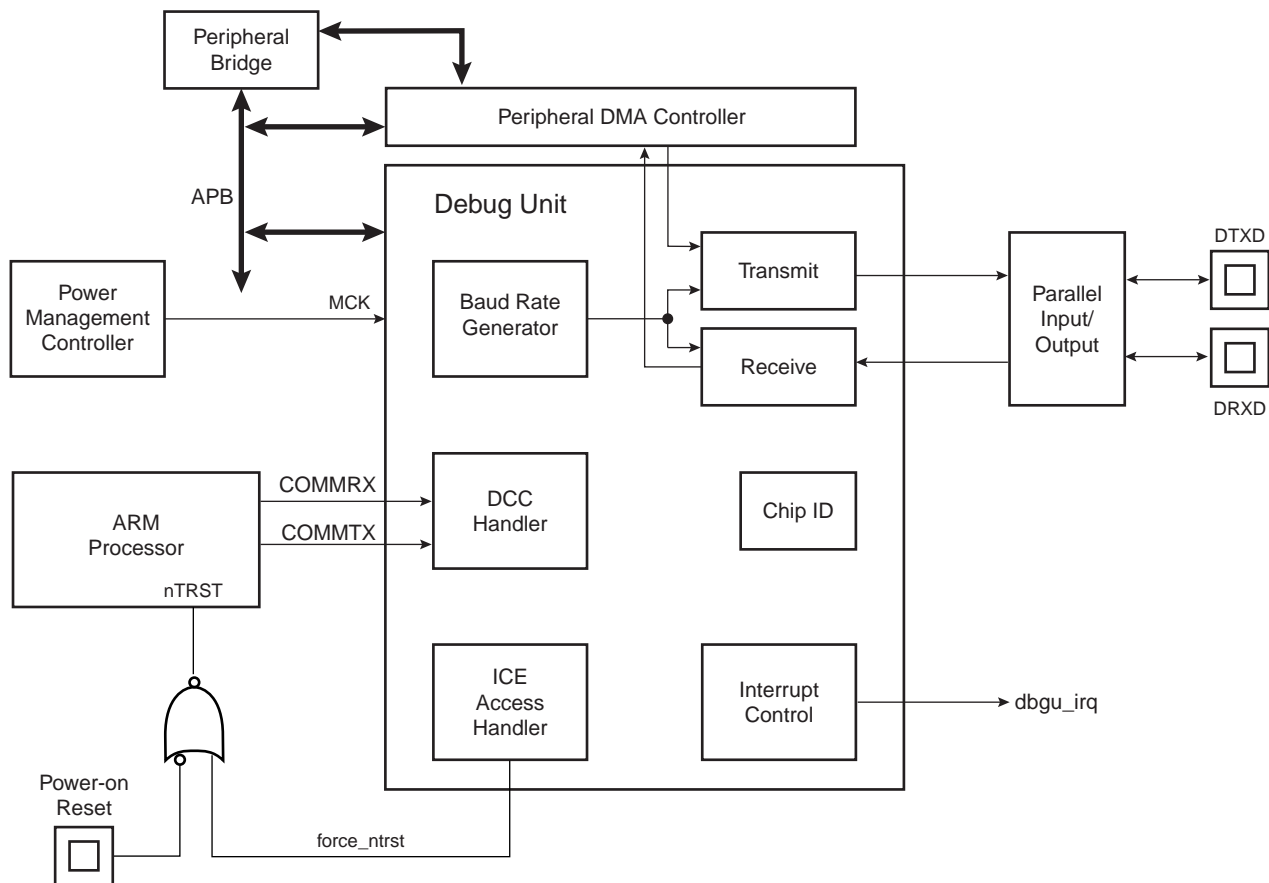 Peripheral
Bridge
Peripheral DMA Controller
APB
Debug Unit
Transmit
DTXD
Power
Management
Controller
MCK
Baud Rate
Generator
Parallel
Input/
Output
Receive
DRXD
ARM
Processor
nTRST
COMMRX
COMMTX
DCC
Handler
Chip ID
ICE
Access
Handler
Interrupt
Control
dbgu_irq
Power-on
Reset
force_ntrst